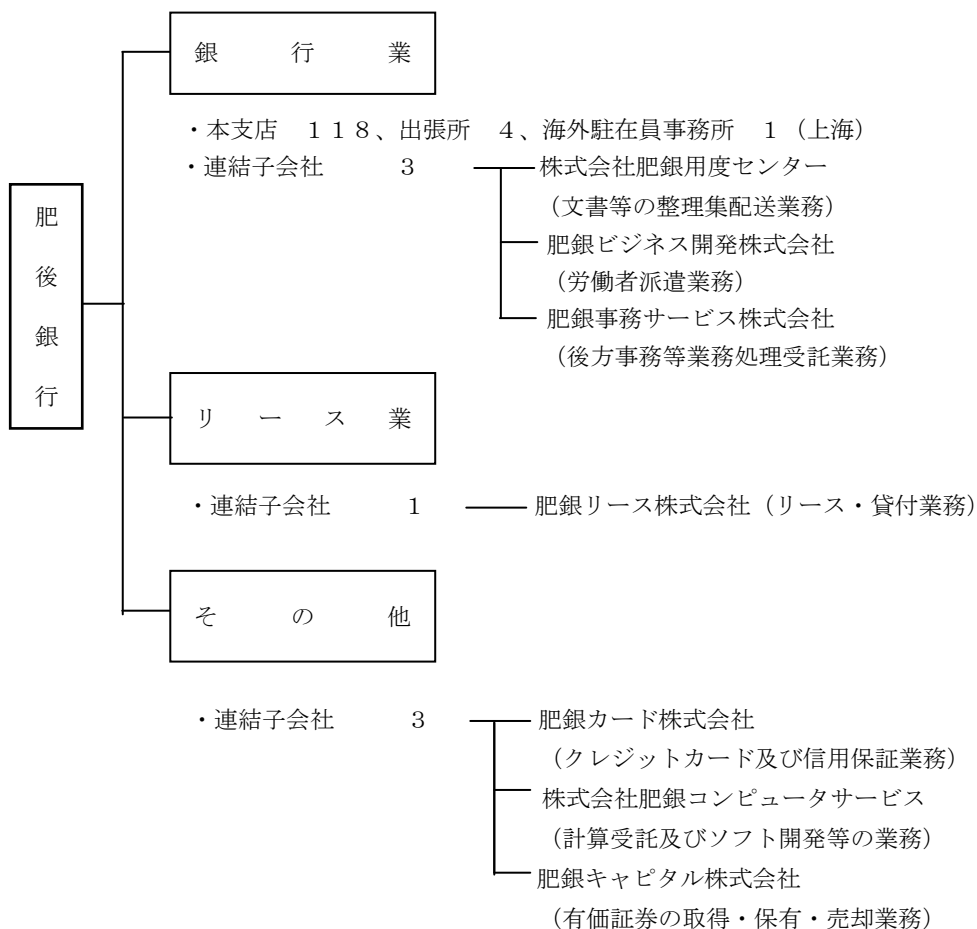 銀行業
・本支店 １１８、出張所 ４、海外駐在員事務所 １（上海）
・連結子会社 ３ 株式会社肥銀用度センター
（文書等の整理集配送業務）
肥銀ビジネス開発株式会社
（労働者派遣業務）
肥銀事務サービス株式会社
（後方事務等業務処理受託業務）
肥後銀行
リース業
・連結子会社 １ 肥銀リース株式会社（リース・貸付業務）
その他
・連結子会社 ３ 肥銀カード株式会社
（クレジットカード及び信用保証業務）
株式会社肥銀コンピュータサービス
（計算受託及びソフト開発等の業務）
肥銀キャピタル株式会社
（有価証券の取得・保有・売却業務）